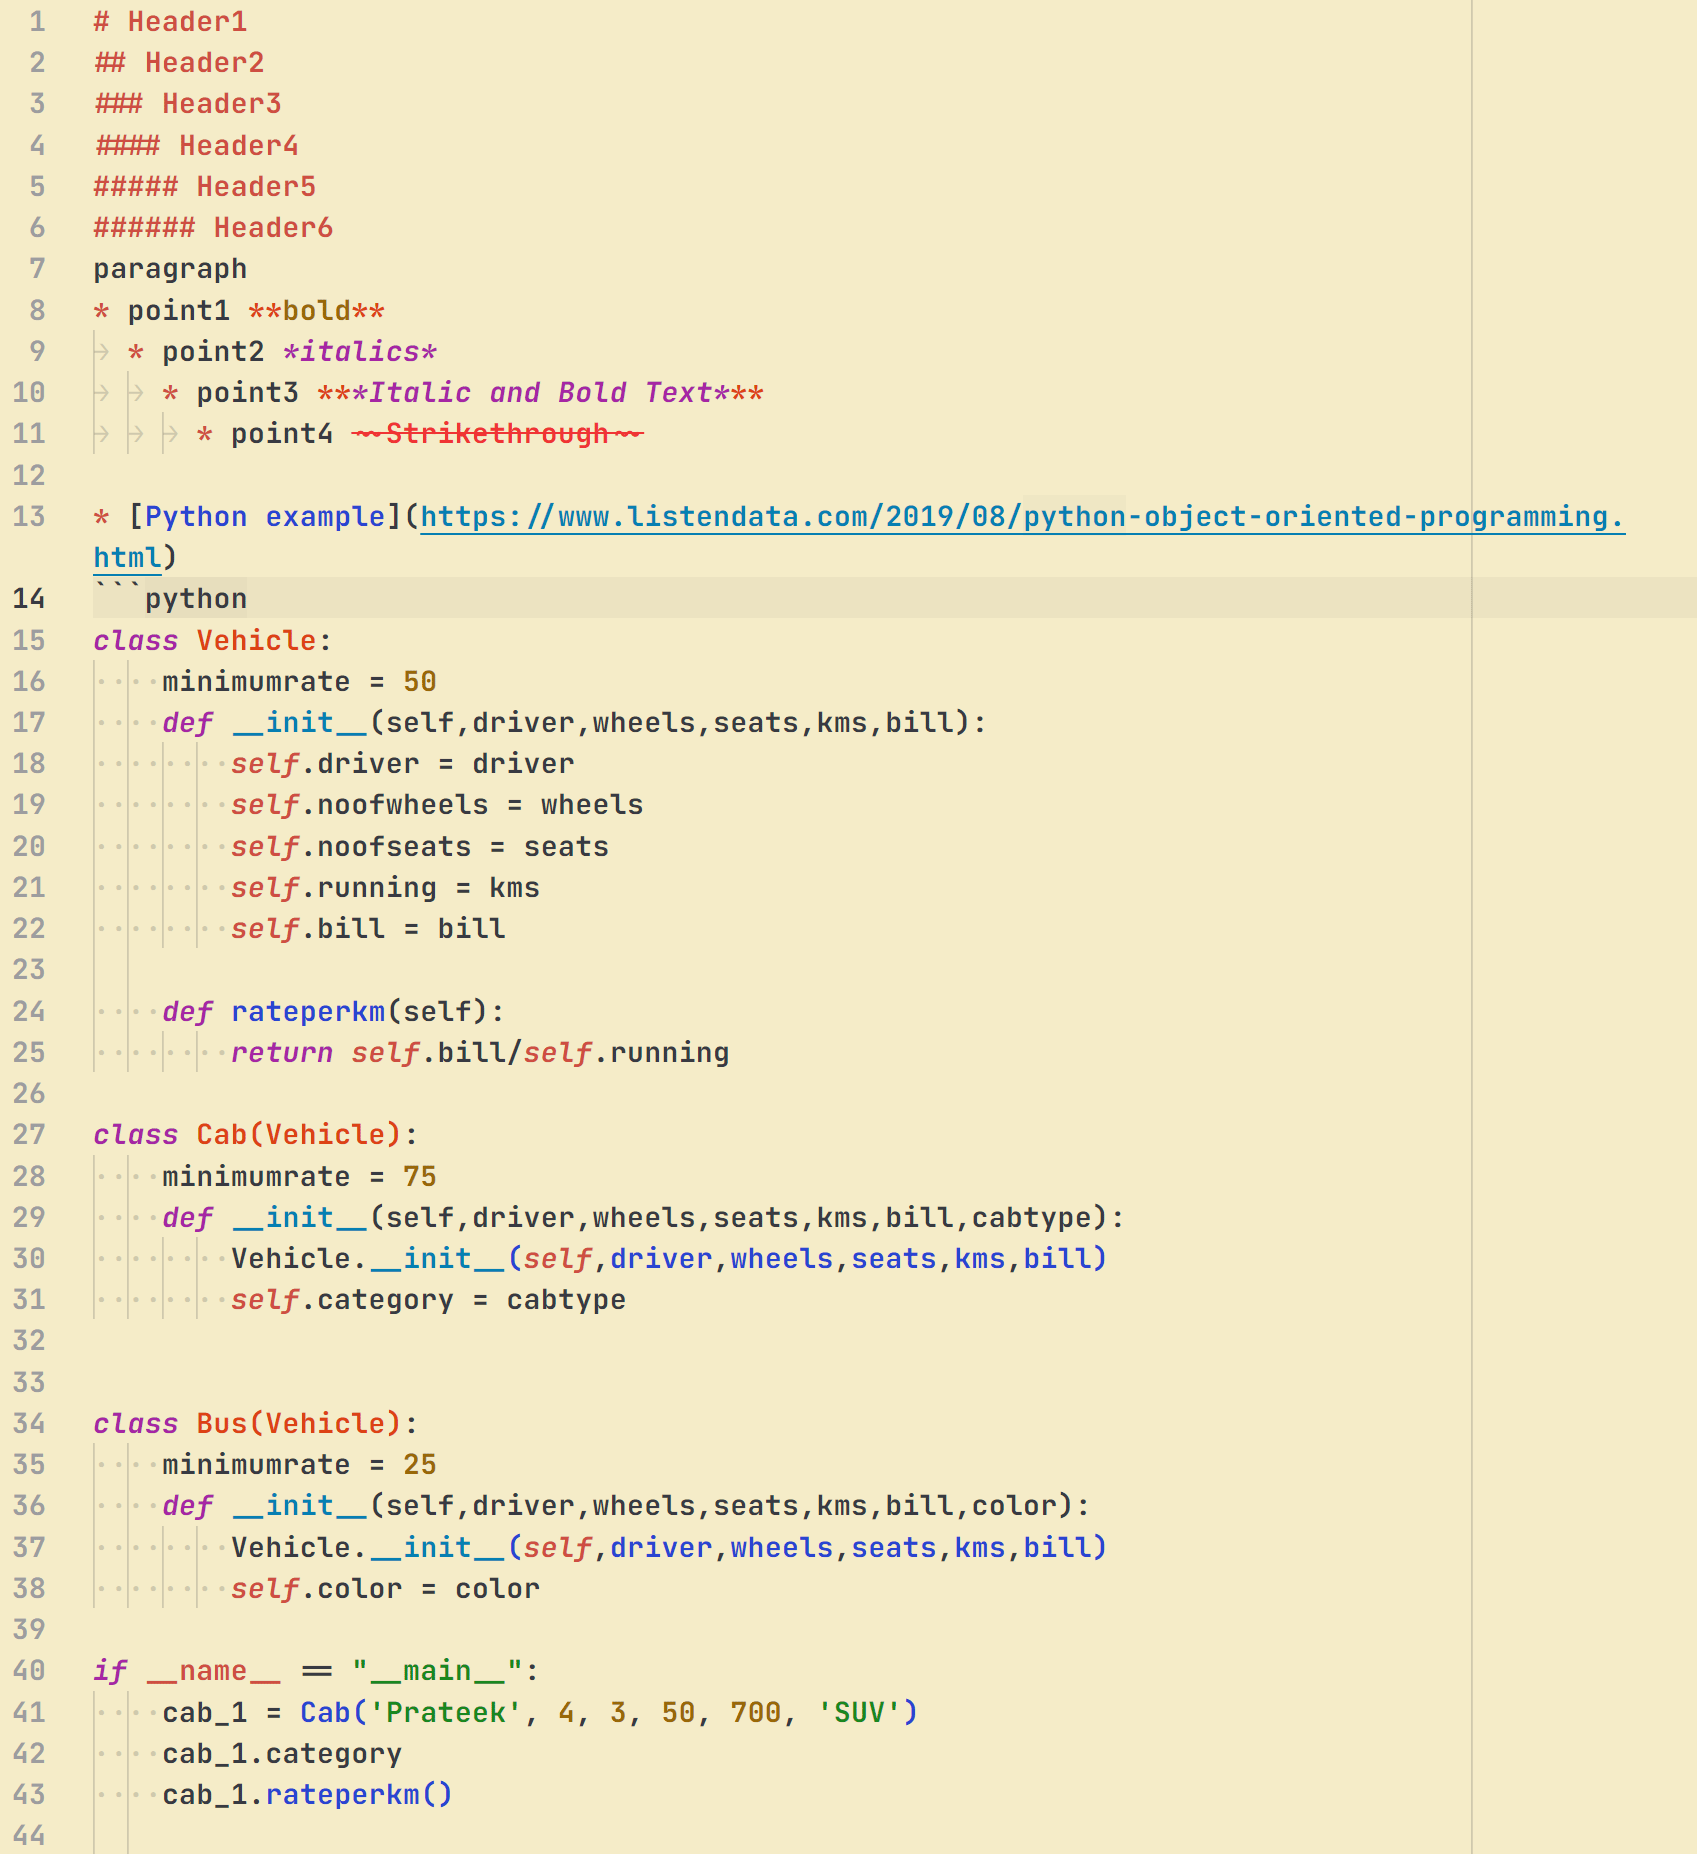 1 # Header1
2 ## Header2
3 ### Header3
4 #### Header4
5 ##### Header5
6 ###### Header6
7 paragraph
8 * point1 **bold**
9 * point2 *italics*
10 * point3 ***Italic and Bold Text***
11 * point4 ~~Strikethrough~~
12
13 * [Python example](https://www.listendata.com/2019/08/python-object-oriented-programming.
html)
14 ```python
15 class Vehicle:
16     minimumrate = 50
17     def __init__(self,driver,wheels,seats,kms,bill):
18         self.driver = driver
19         self.noofwheels = wheels
20         self.noofseats = seats
21         self.running = kms
22         self.bill = bill
23
24     def rateperkm(self):
25         return self.bill/self.running
26
27 class Cab(Vehicle):
28     minimumrate = 75
29     def __init__(self,driver,wheels,seats,kms,bill,cabtype):
30         Vehicle.__init__(self,driver,wheels,seats,kms,bill)
31         self.category = cabtype
32
33
34 class Bus(Vehicle):
35     minimumrate = 25
36     def __init__(self,driver,wheels,seats,kms,bill,color):
37         Vehicle.__init__(self,driver,wheels,seats,kms,bill)
38         self.color = color
39
40 if __name__ == "__main__":
41     cab_1 = Cab('Prateek', 4, 3, 50, 700, 'SUV')
42     cab_1.category
43     cab_1.rateperkm()
44